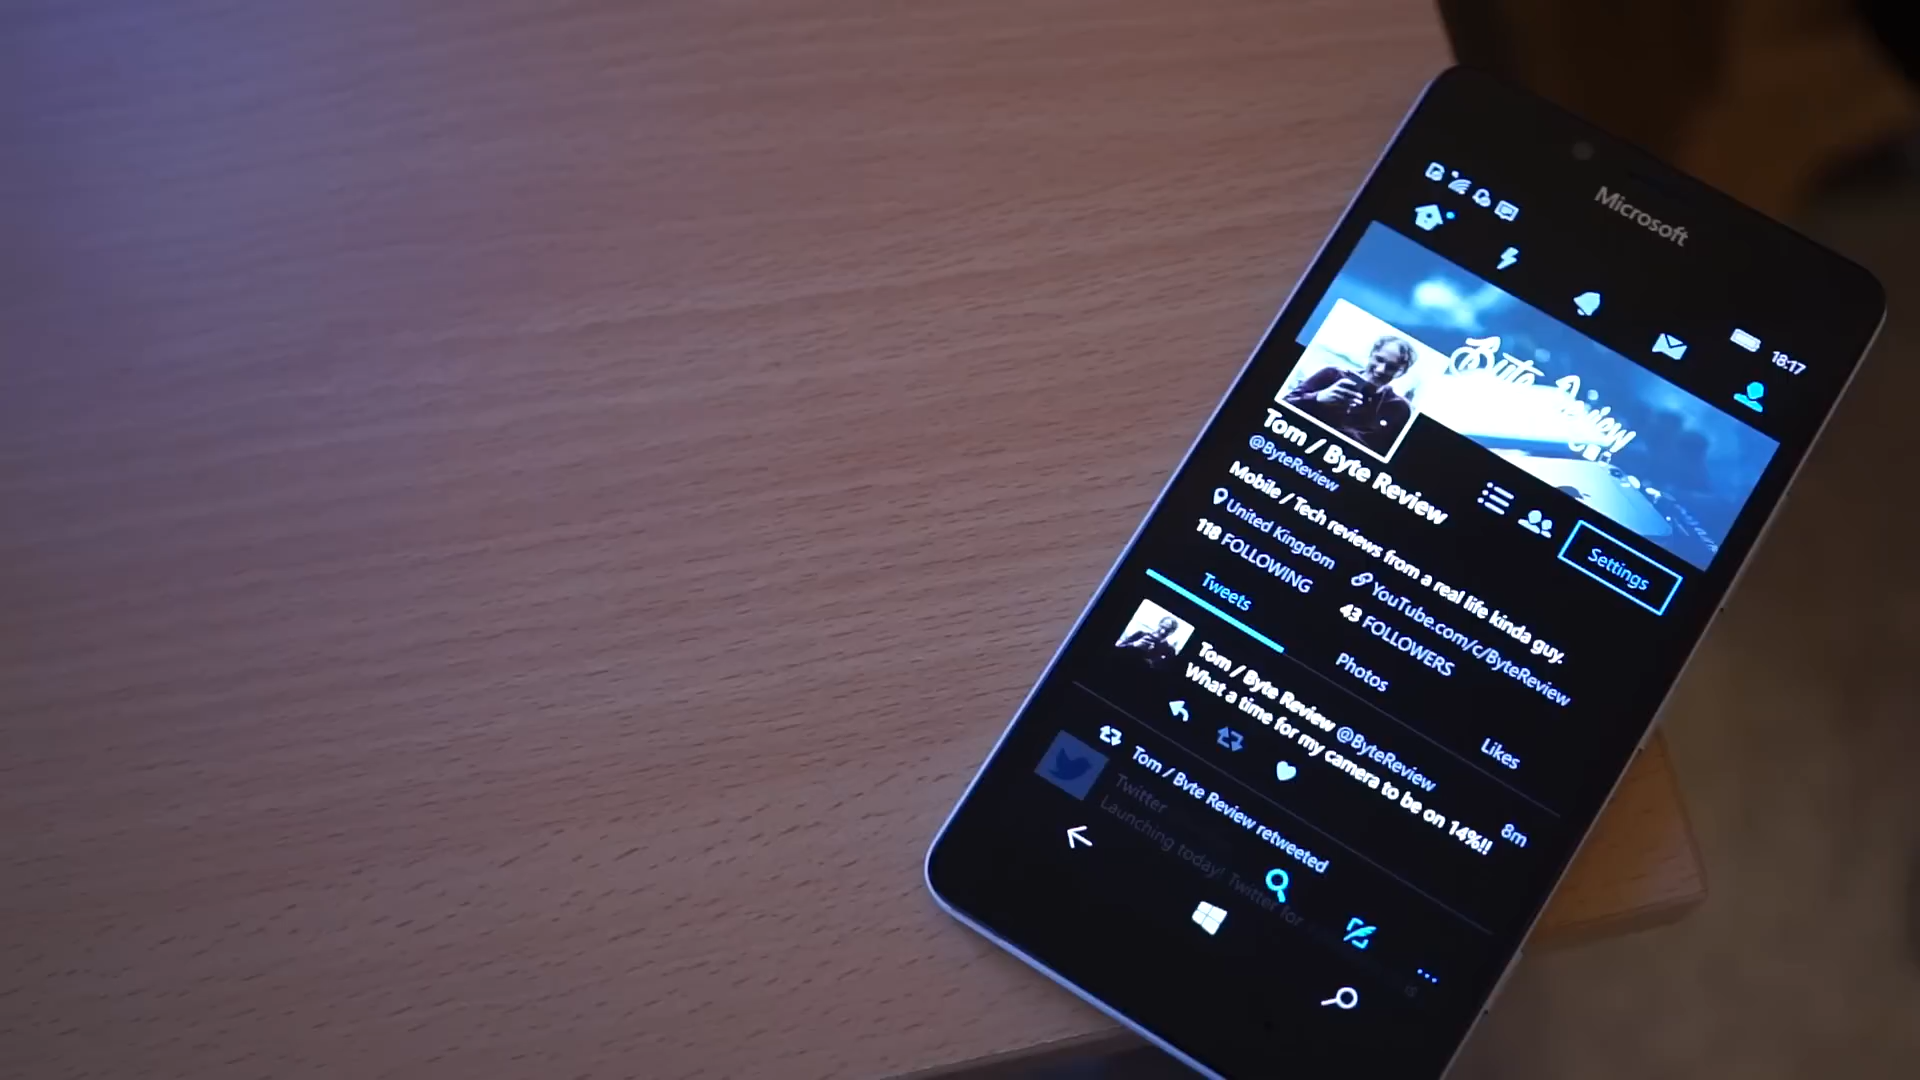 Microsoft
18:17
Byte Review
Tom / Byte Review
@ByteReview
Mobile / Tech reviews from a real life kinda guy.
United Kingdom YouTube.com/c/ByteReview
118 FOLLOWING 43 FOLLOWERS
Settings
Tweets Photos Likes
Tom / Byte Review @ByteReview 8m
What a time for my camera to be on 14%!!
Tom / Byte Review retweeted
Twitter
Launching today! Twitter for